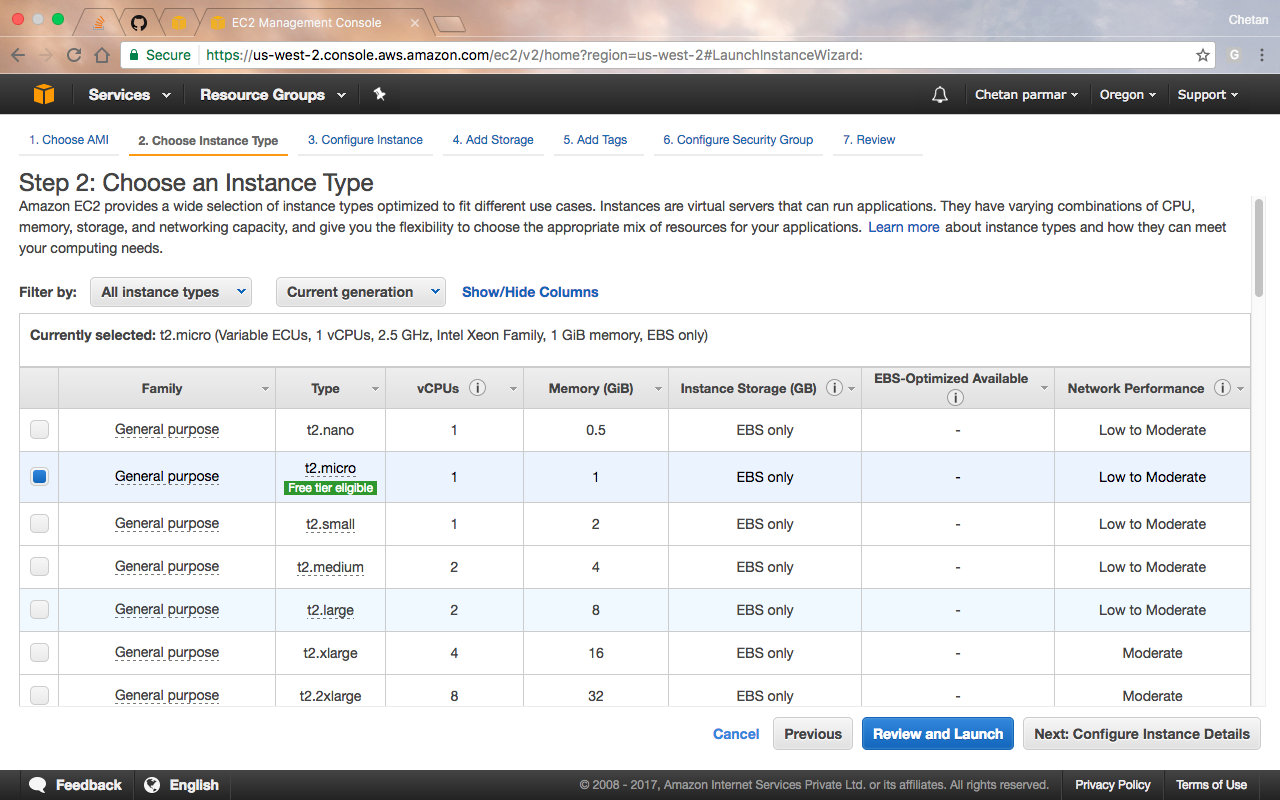 EC2 Management Console
Chetan
Secure
https://us-west-2.console.aws.amazon.com/ec2/v2/home?region=us-west-2#LaunchInstanceWizard:
G
Services Resource Groups Chetan parmar Oregon Support
1. Choose AMI 2. Choose Instance Type 3. Configure Instance 4. Add Storage 5. Add Tags 6. Configure Security Group 7. Review
Step 2: Choose an Instance Type
Amazon EC2 provides a wide selection of instance types optimized to fit different use cases. Instances are virtual servers that can run applications. They have varying combinations of CPU,
memory, storage, and networking capacity, and give you the flexibility to choose the appropriate mix of resources for your applications. Learn more about instance types and how they can meet
your computing needs.
Filter by: All instance types Current generation Show/Hide Columns
Currently selected: t2.micro (Variable ECUs, 1 vCPUs, 2.5 GHz, Intel Xeon Family, 1 GiB memory, EBS only)
Family Type vCPUs i Memory (GiB) Instance Storage (GB) i EBS-Optimized Available i Network Performance i
General purpose t2.nano 1 0.5 EBS only - Low to Moderate
General purpose t2.micro 1 1 EBS only - Low to Moderate
Free tier eligible
General purpose t2.small 1 2 EBS only - Low to Moderate
General purpose t2.medium 2 4 EBS only - Low to Moderate
General purpose t2.large 2 8 EBS only - Low to Moderate
General purpose t2.xlarge 4 16 EBS only - Moderate
General purpose t2.2xlarge 8 32 EBS only - Moderate
Cancel Previous Review and Launch Next: Configure Instance Details
Feedback English © 2008 - 2017, Amazon Internet Services Private Ltd. or its affiliates. All rights reserved. Privacy Policy Terms of Use